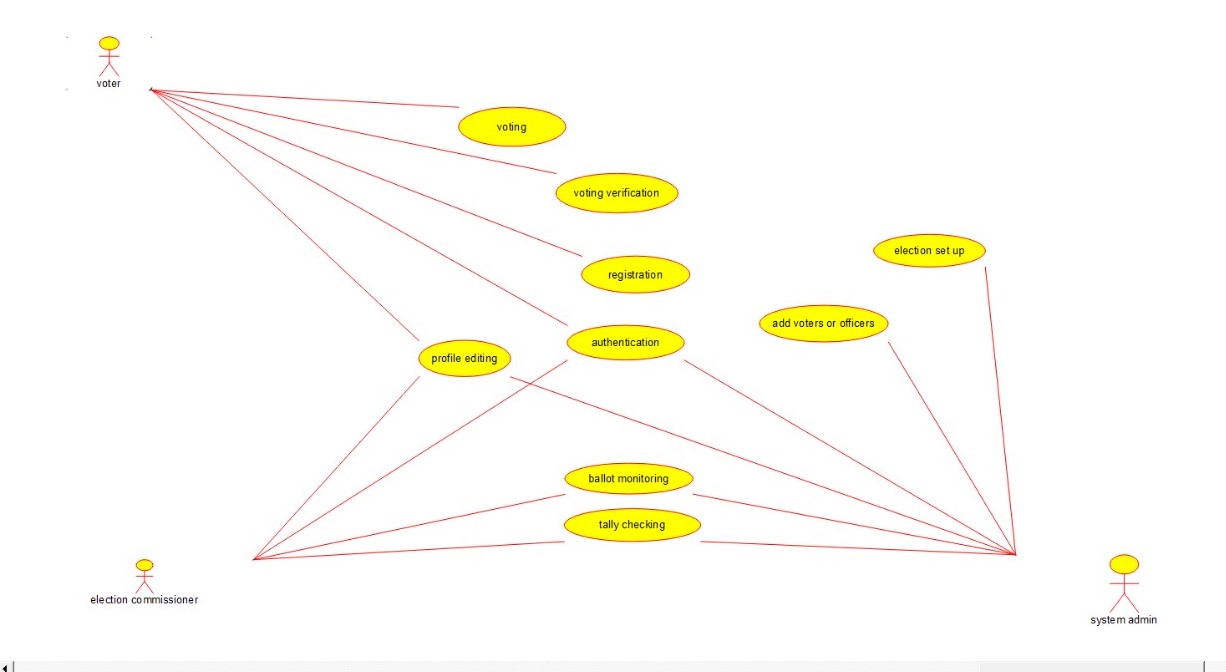 voter
voting
voting verification
election set up
registration
add voters or officers
authentication
profile editing
ballot monitoring
tally checking
election commissioner
system admin